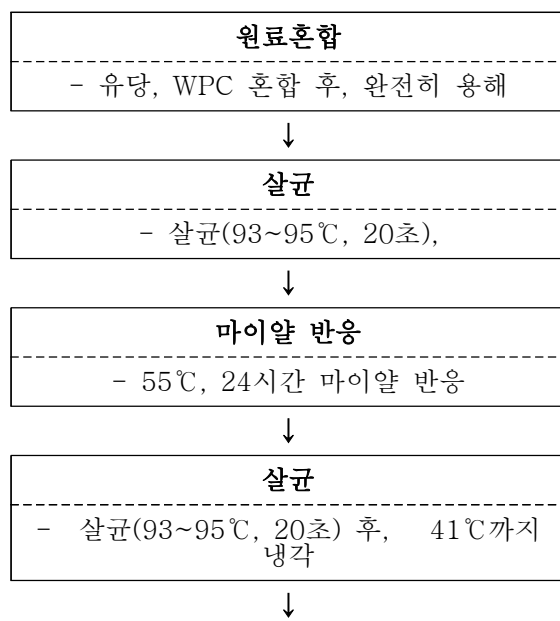 원료혼합
- 유당, WPC 혼합 후, 완전히 용해
↓
살균
- 살균(93~95℃, 20초),
↓
마이얄 반응
- 55℃, 24시간 마이얄 반응
↓
살균
- 살균(93~95℃, 20초) 후, 41℃까지
냉각
↓